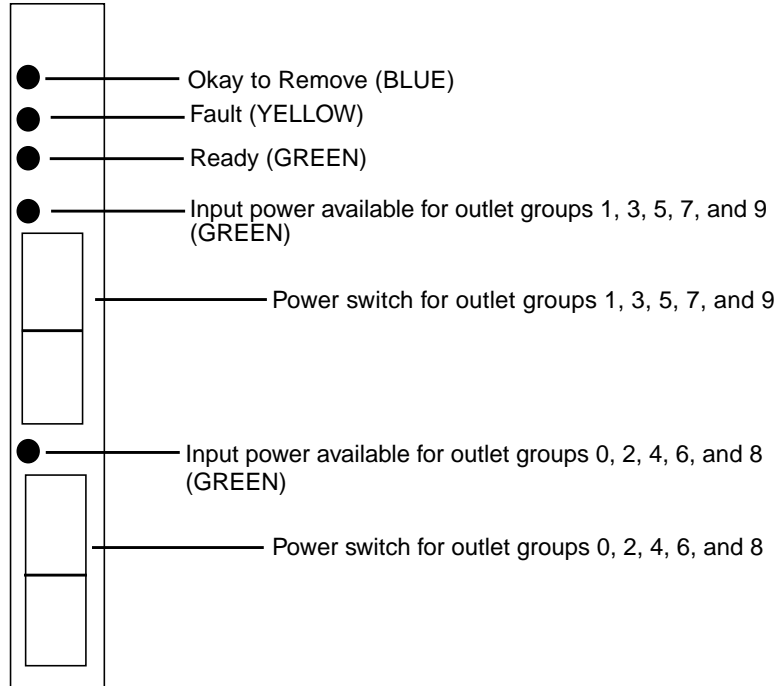 Okay to Remove (BLUE)
Fault (YELLOW)
Ready (GREEN)
Input power available for outlet groups 1, 3, 5, 7, and 9
(GREEN)
Power switch for outlet groups 1, 3, 5, 7, and 9
Input power available for outlet groups 0, 2, 4, 6, and 8
(GREEN)
Power switch for outlet groups 0, 2, 4, 6, and 8